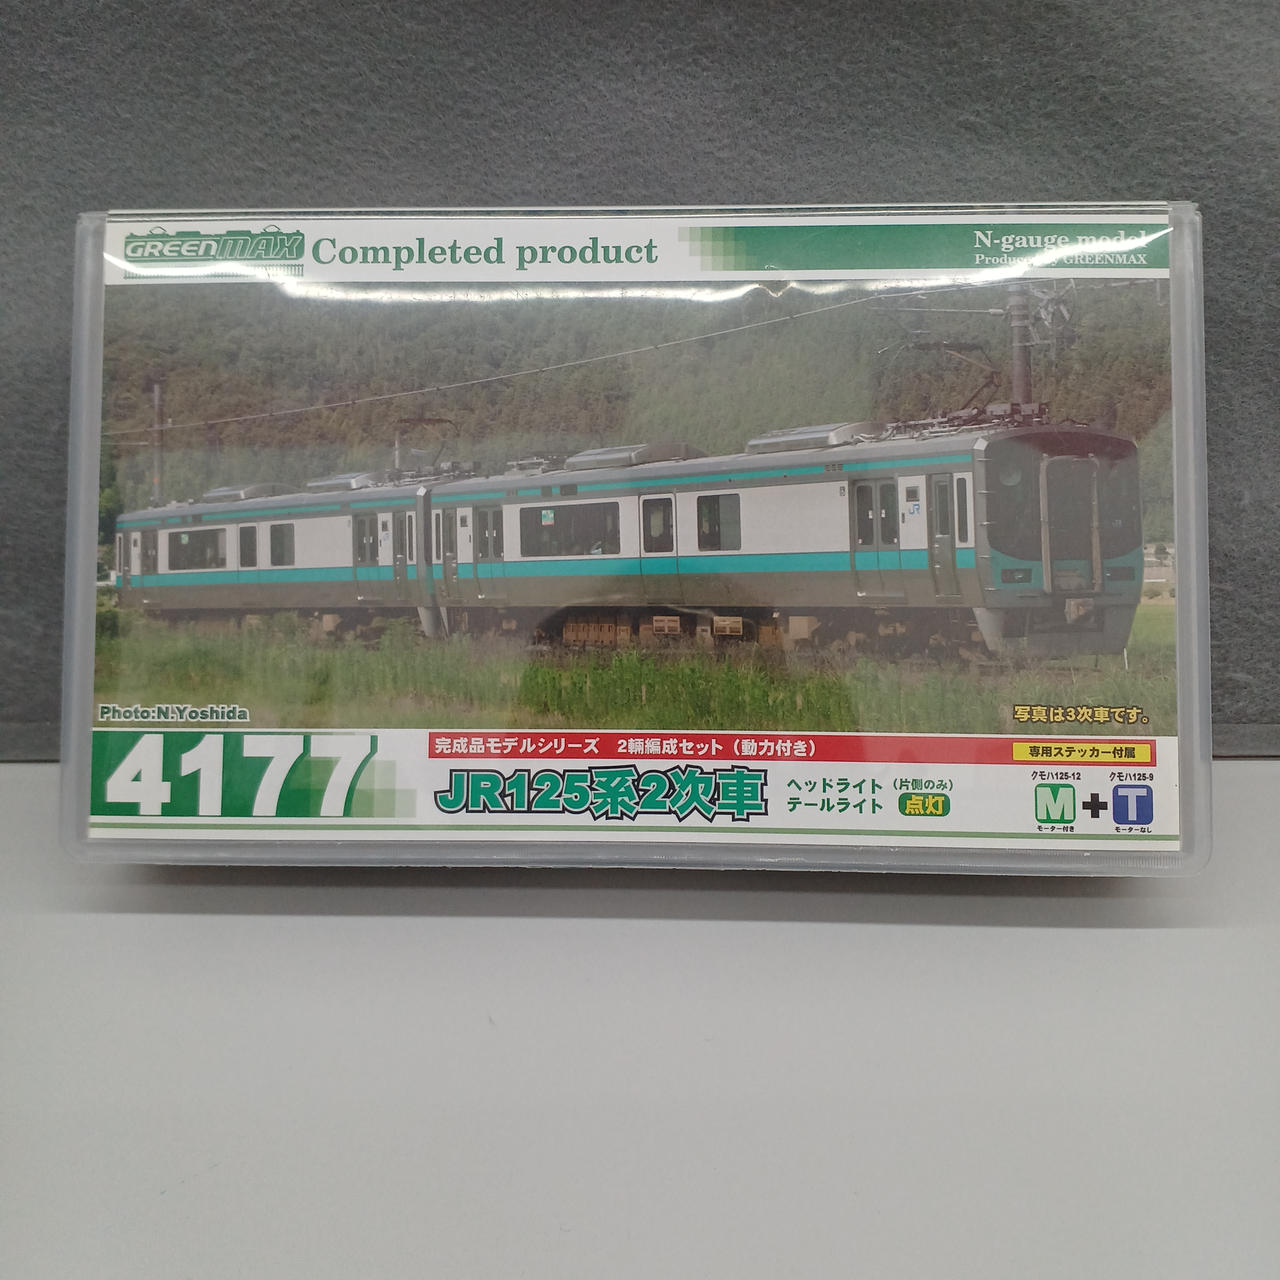 GREENMAX Completed product
N-gauge model
Produced by GREENMAX
JR
Photo:N.Yoshida
写真は3次車です。
4177
完成品モデルシリーズ 2輛編成セット(動力付き)
JR125系2次車
ヘッドライト(片側のみ)
テールライト 点灯
専用ステッカー付属
クモハ125-12 クモハ125-9
M+T
モーター付き モーターなし